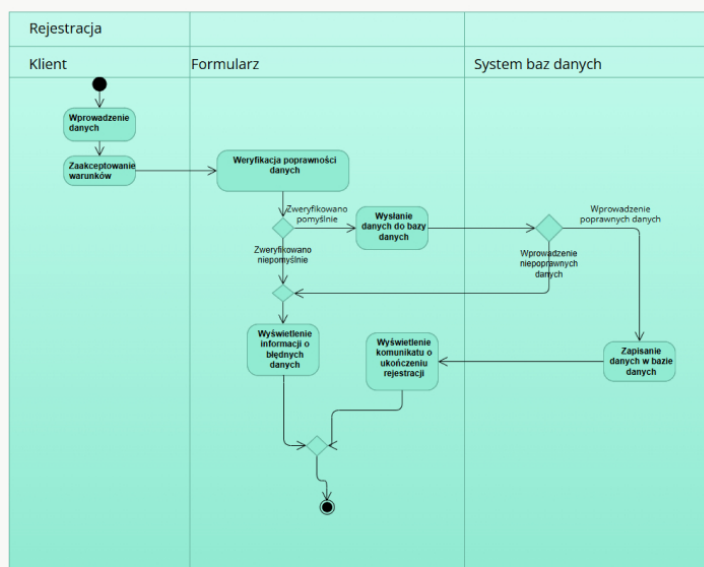 Rejestracja
Klient
Formularz
System baz danych
Wprowadzenie
danych
Zaakceptowanie
warunków
Weryfikacja poprawności
danych
Zweryfikowano
pomyślnie
Wysłanie
danych do bazy
danych
Wprowadzenie
poprawnych danych
Zweryfikowano
niepomyślnie
Wprowadzenie
niepoprawnych
danych
Wyświetlenie
informacji o
błędnych
danych
Wyświetlenie
komunikatu o
ukończeniu
rejestracji
Zapisanie
danych w bazie
danych